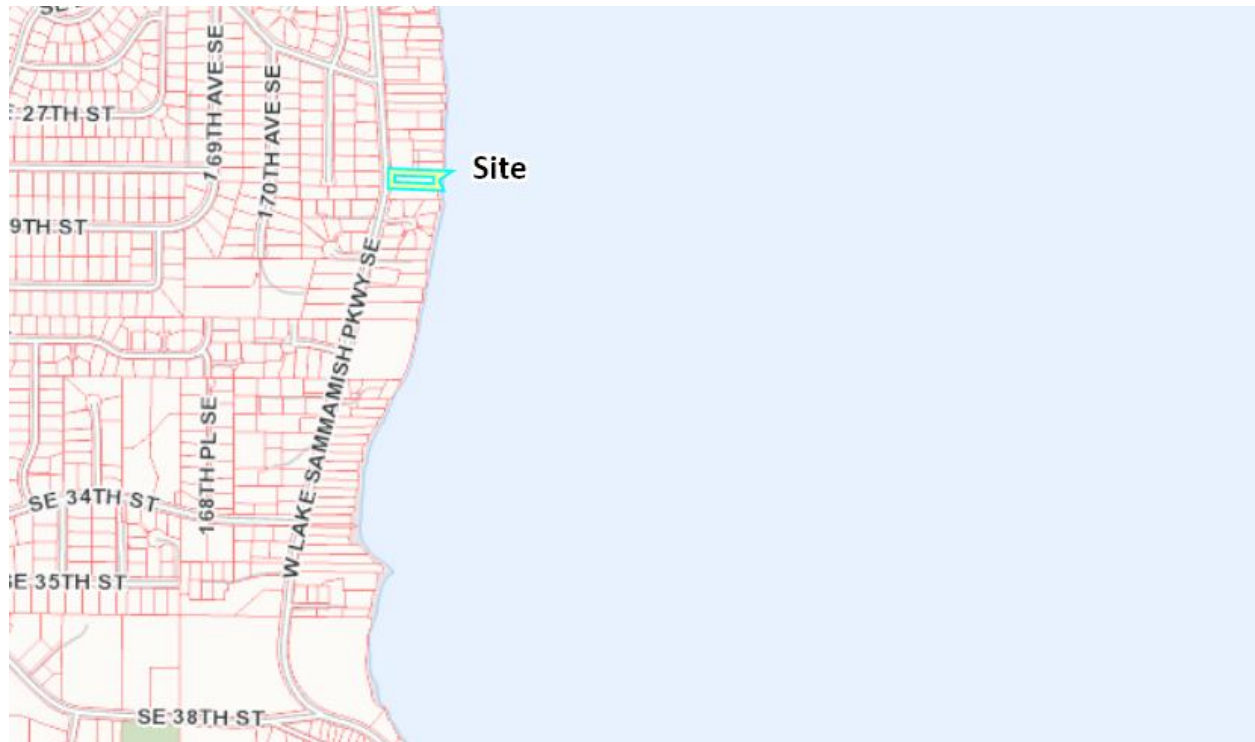 169TH AVE SE
170TH AVE SE
27TH ST
Site
9TH ST
W LAKE SAMMAMISH PKWY SE
168TH PL SE
SE 34TH ST
SE 35TH ST
SE 38TH ST